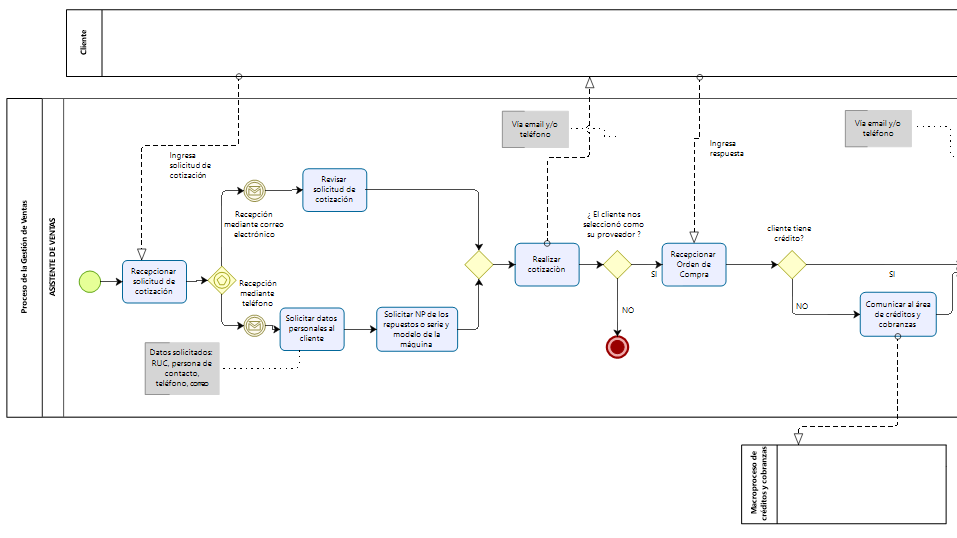 Cliente
Proceso de la Gestión de Ventas
ASISTENTE DE VENTAS
Ingresa
solicitud de
cotización
Recepcionar
solicitud de
cotización
Recepción
mediante correo
electrónico
Revisar
solicitud de
cotización
Recepción
mediante
teléfono
Solicitar datos
personales al
cliente
Datos solicitados:
RUC, persona de
contacto,
teléfono, correo
Solicitar NP de los
repuestos o serie y
modelo de la
máquina
Vía email y/o
teléfono
Realizar
cotización
¿ El cliente nos
seleccionó como
su proveedor ?
SI
NO
Ingresa
respuesta
Recepcionar
Orden de
Compra
cliente tiene
crédito?
SI
NO
Vía email y/o
teléfono
Comunicar al área
de créditos y
cobranzas
Macroproceso de
créditos y cobranzas